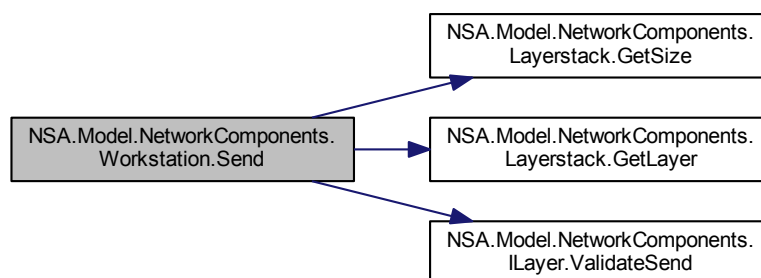 NSA.Model.NetworkComponents.
Layerstack.GetSize
NSA.Model.NetworkComponents.
Workstation.Send
NSA.Model.NetworkComponents.
Layerstack.GetLayer
NSA.Model.NetworkComponents.
ILayer.ValidateSend